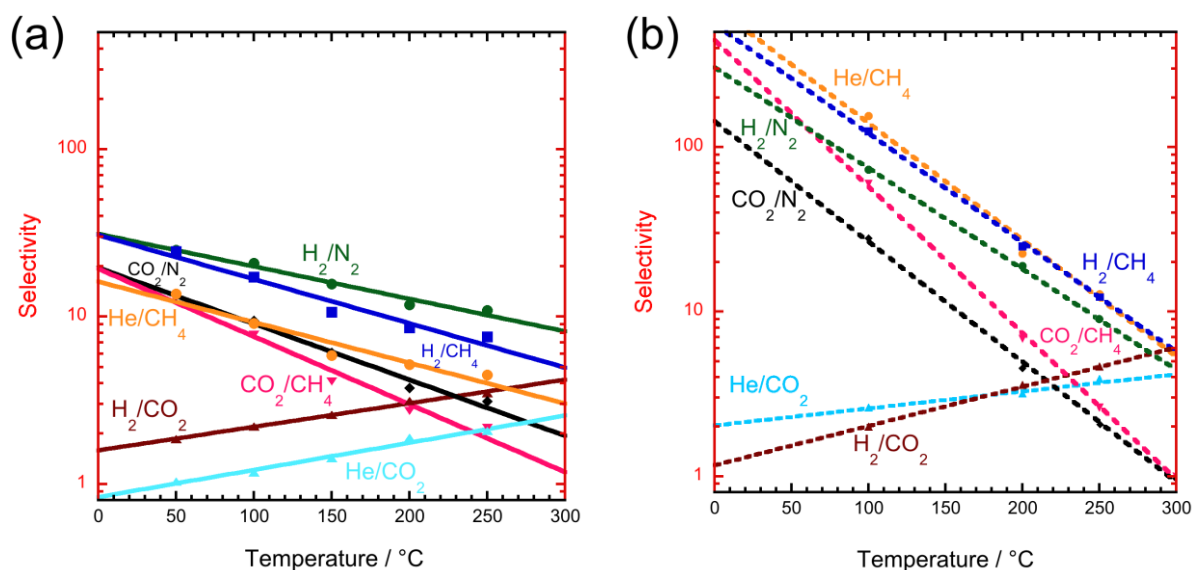 (a)
Selectivity
100
10
1
H2/N2
CO2/N2
He/CH4
H2/CH4
CO2/CH4
H2/CO2
He/CO2
0 50 100 150 200 250 300
Temperature / °C
(b)
Selectivity
100
10
1
He/CH4
H2/N2
CO2/N2
H2/CH4
CO2/CH4
He/CO2
H2/CO2
0 50 100 150 200 250 300
Temperature / °C